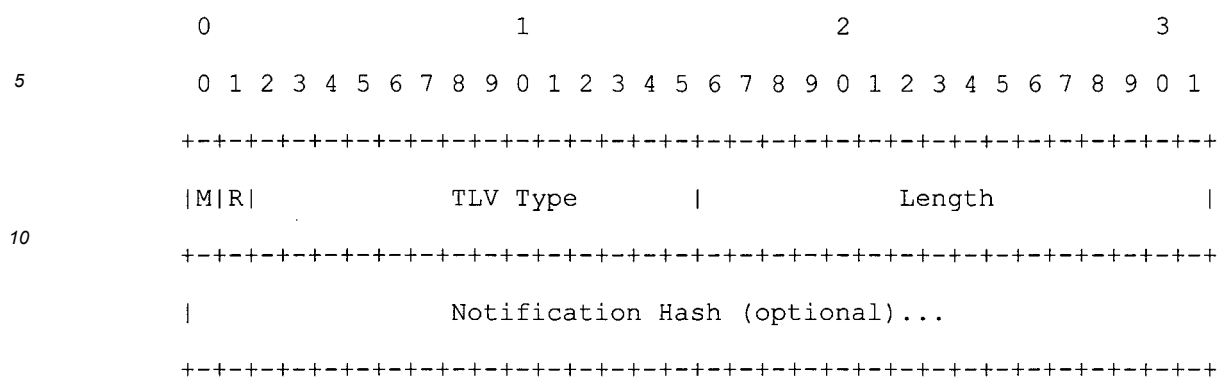 0                   1                   2                   3
5 0 1 2 3 4 5 6 7 8 9 0 1 2 3 4 5 6 7 8 9 0 1 2 3 4 5 6 7 8 9 0 1
+-+-+-+-+-+-+-+-+-+-+-+-+-+-+-+-+-+-+-+-+-+-+-+-+-+-+-+-+-+-+-+-+
|M|R|            TLV Type       |            Length             |
10
+-+-+-+-+-+-+-+-+-+-+-+-+-+-+-+-+-+-+-+-+-+-+-+-+-+-+-+-+-+-+-+-+
|                Notification Hash (optional)...
+-+-+-+-+-+-+-+-+-+-+-+-+-+-+-+-+-+-+-+-+-+-+-+-+-+-+-+-+-+-+-+-+